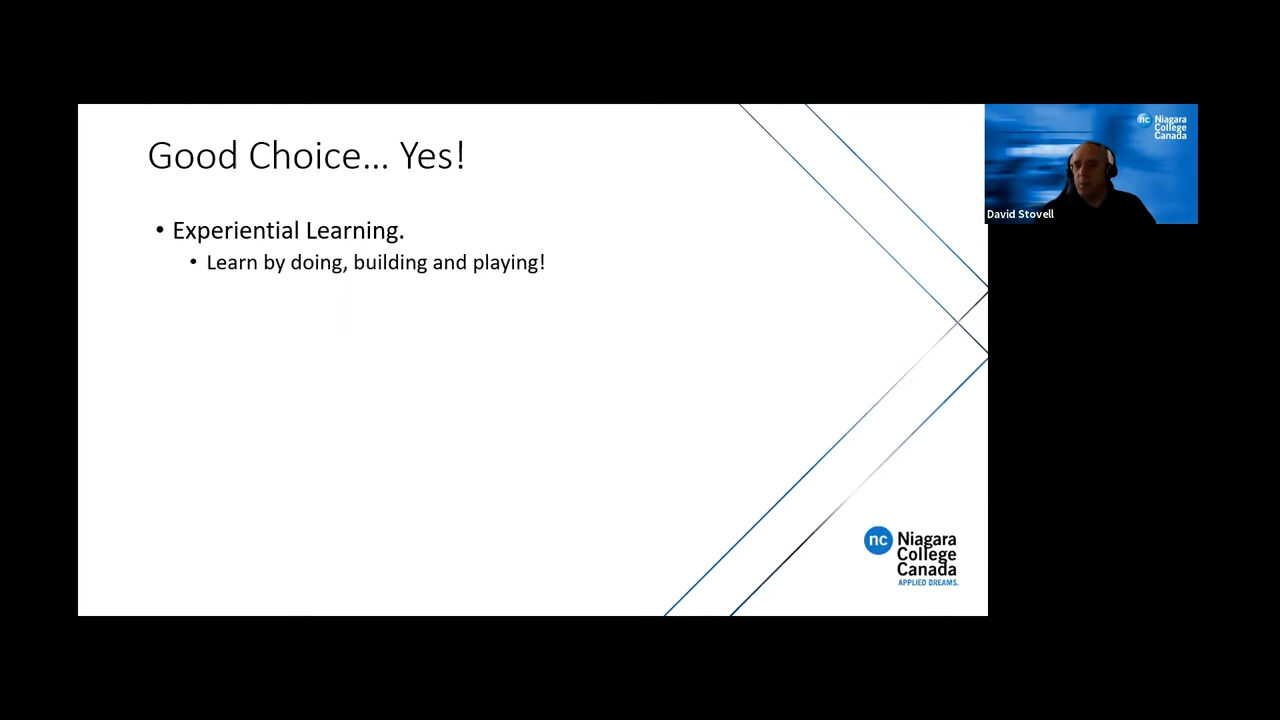 Good Choice... Yes!
• Experiential Learning.
• Learn by doing, building and playing!
nc Niagara
College
Canada
APPLIED DREAMS.
nc Niagara
College
Canada
David Stovell